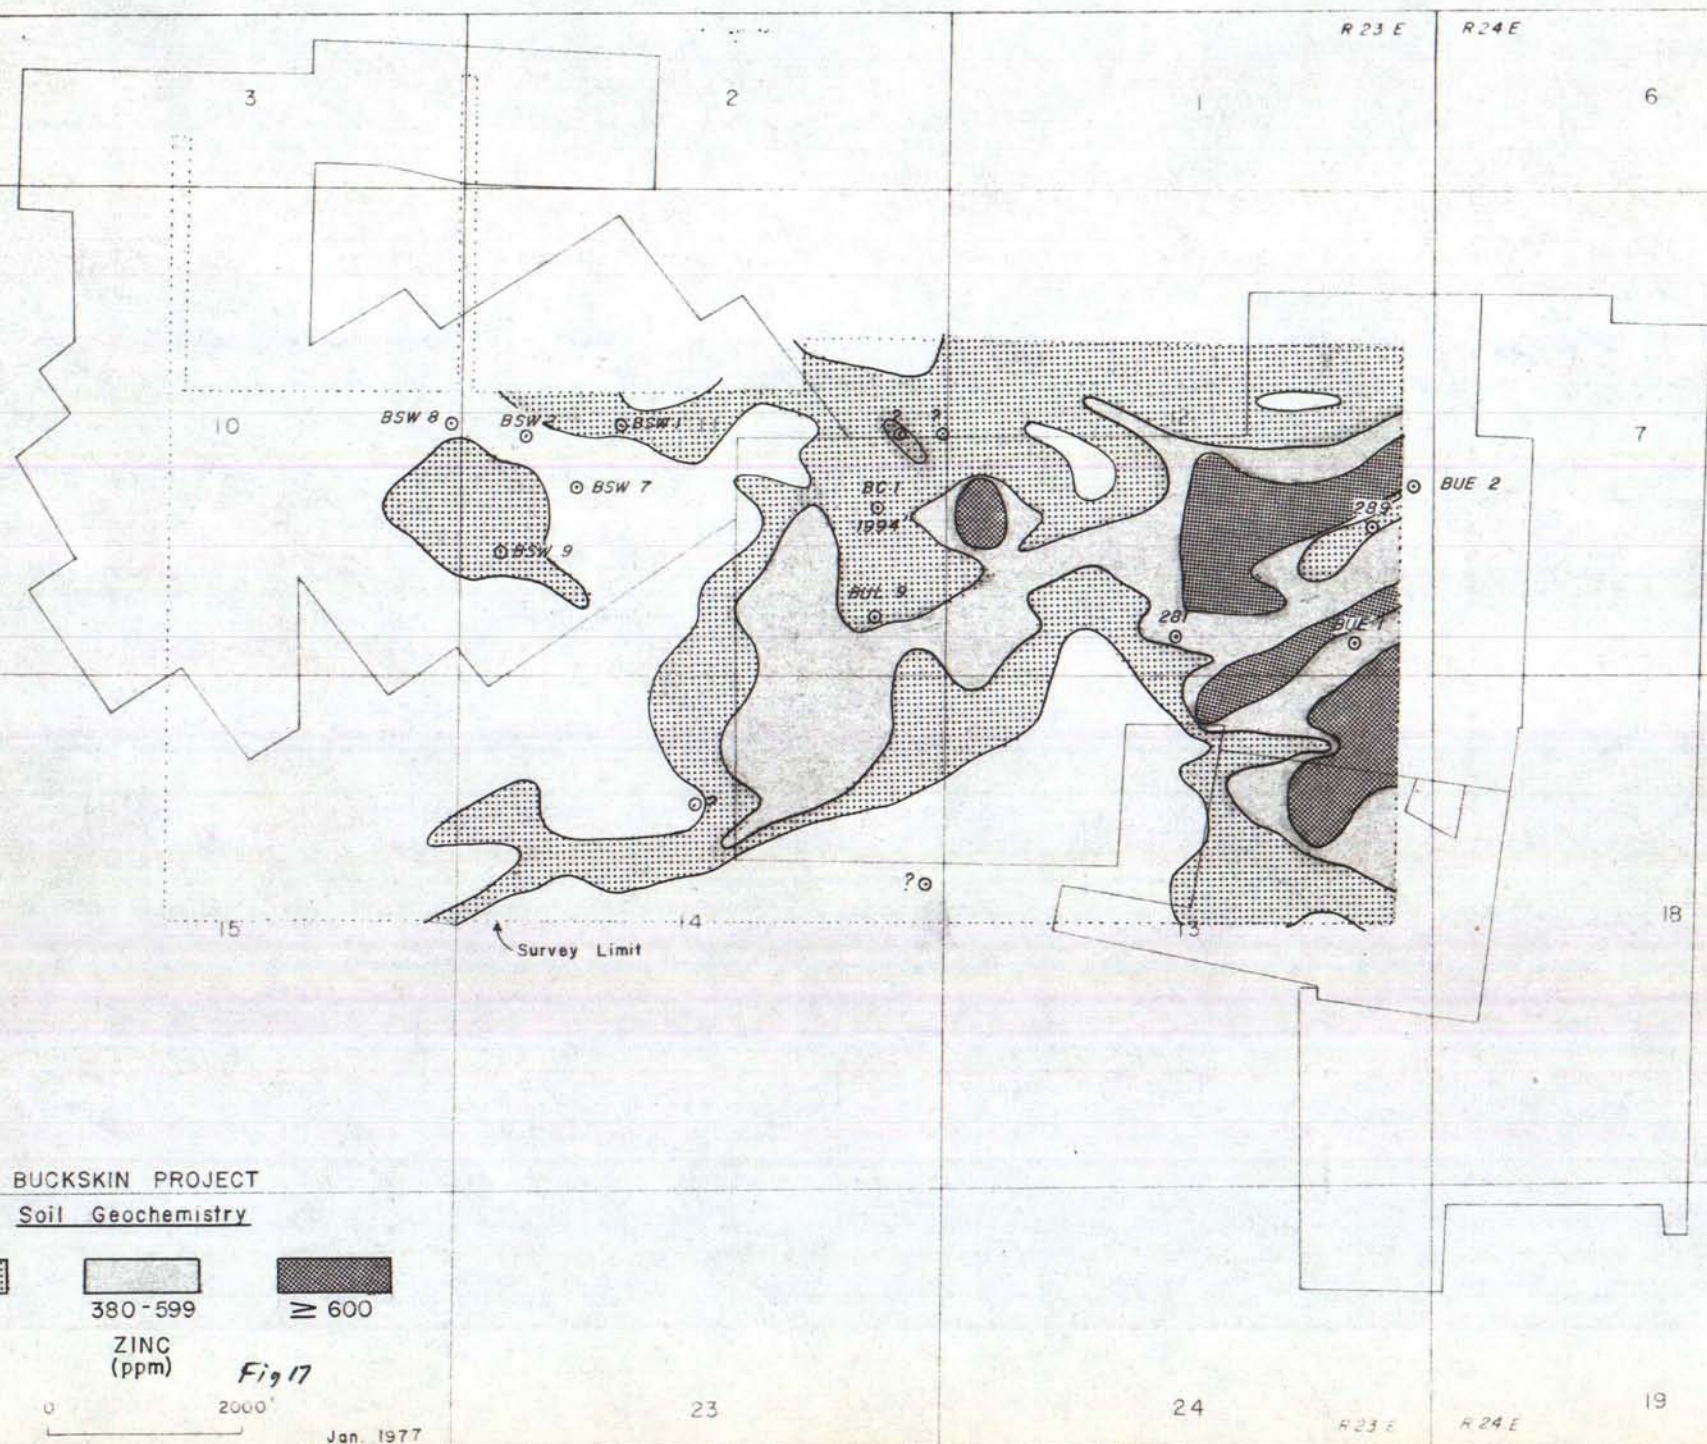 R 23 E R 24 E
3 2 1 6
10 BSW 8 BSW 2 BSW 1 11 ? ? 12 7
BSW 7 BC 1 BUE 2
1994' 289
BSW 9
BUL 9 281 BUE 1
?
?
15 14 13 18
Survey Limit
BUCKSKIN PROJECT
Soil Geochemistry
380-599 ≥ 600
ZINC
(ppm)
Fig 17
0 2000'
Jan. 1977
23 24 19
R 23 E R 24 E